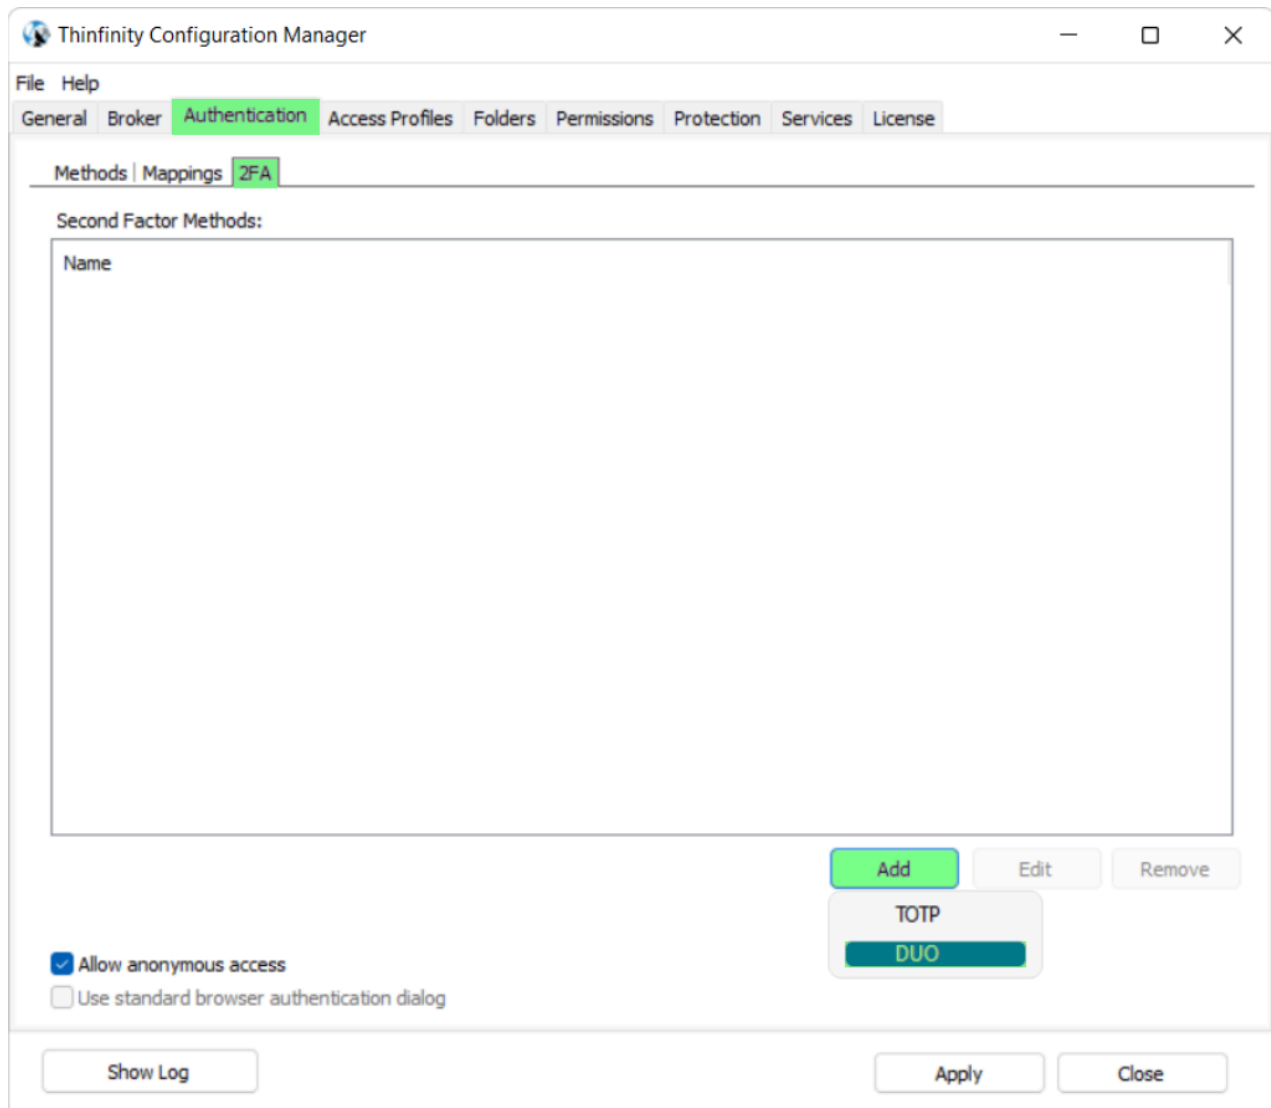 Thinfinity Configuration Manager
File Help
General Broker Authentication Access Profiles Folders Permissions Protection Services License
Methods Mappings 2FA
Second Factor Methods:
Name
Add Edit Remove
TOTP
DUO
Allow anonymous access
Use standard browser authentication dialog
Show Log Apply Close